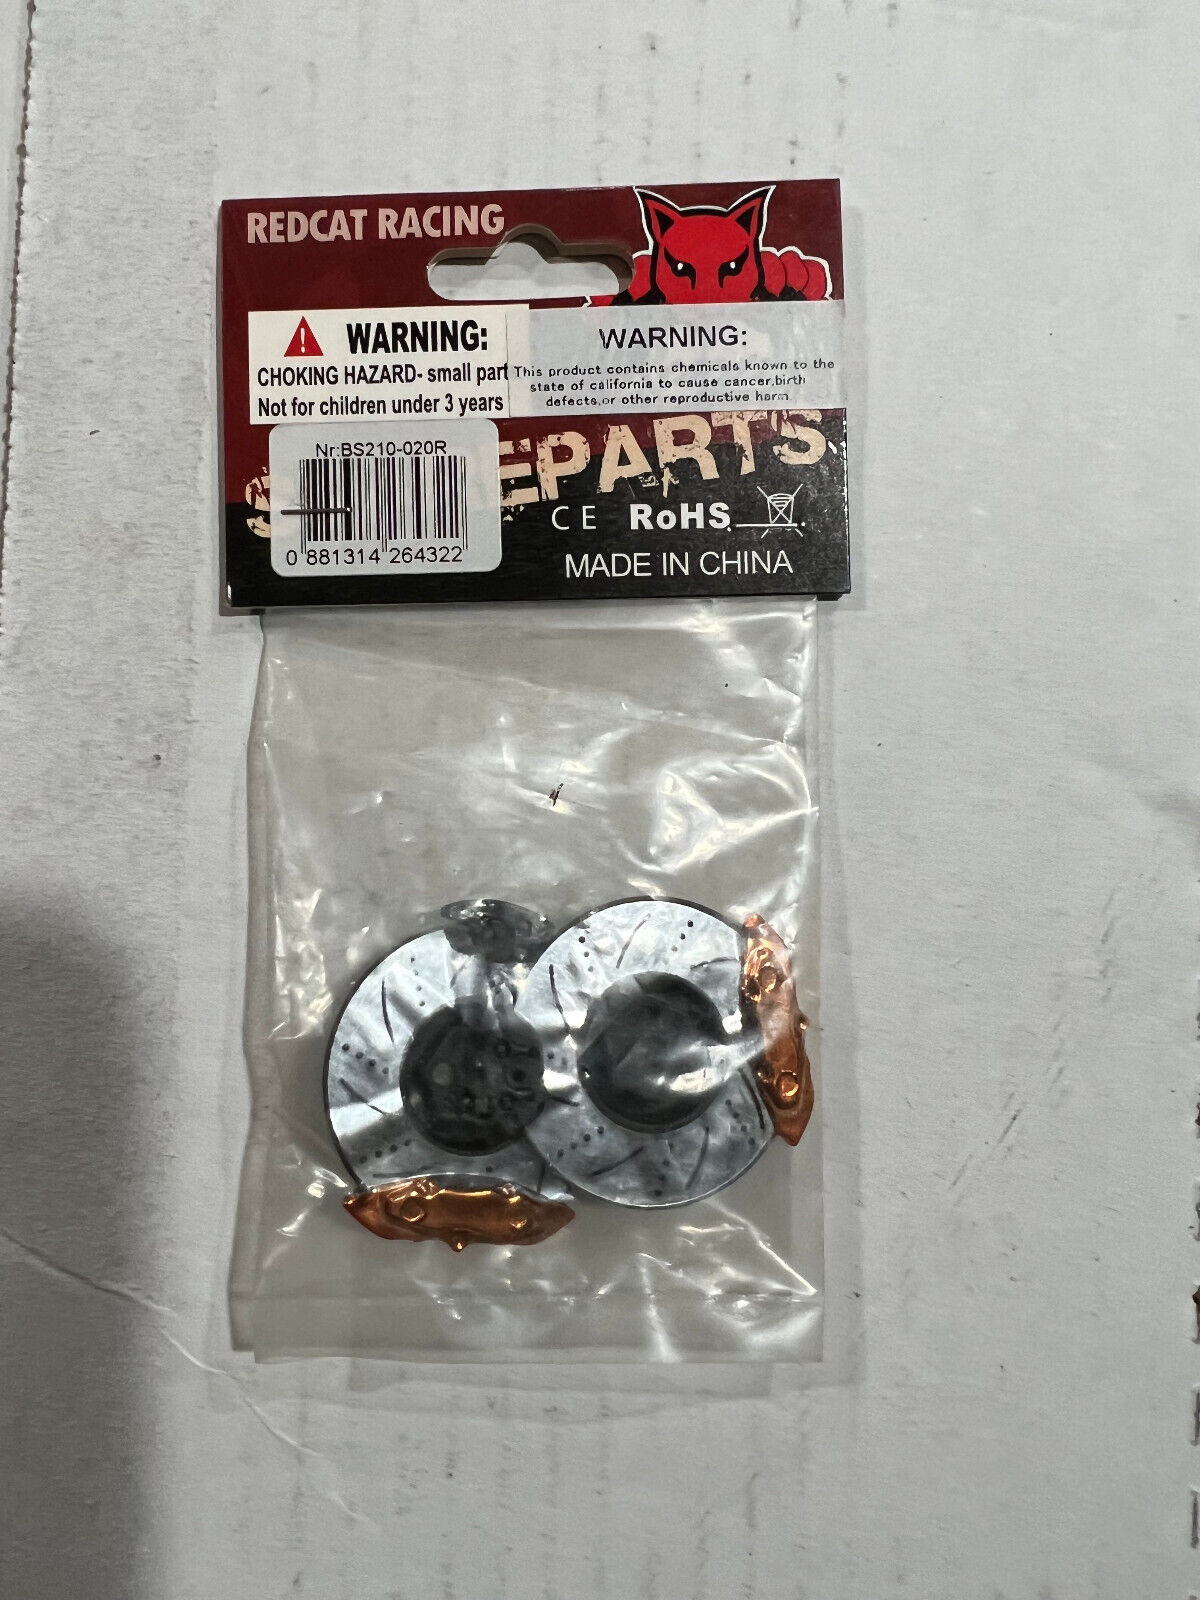 REDCAT RACING
WARNING:
CHOKING HAZARD- small part
Not for children under 3 years
WARNING:
This product contains chemicals known to the
state of california to cause cancer,birth
defects,or other reproductive harm.
EPARTS
Nr:BS210-020R
0 881314 264322
CE RoHS
MADE IN CHINA